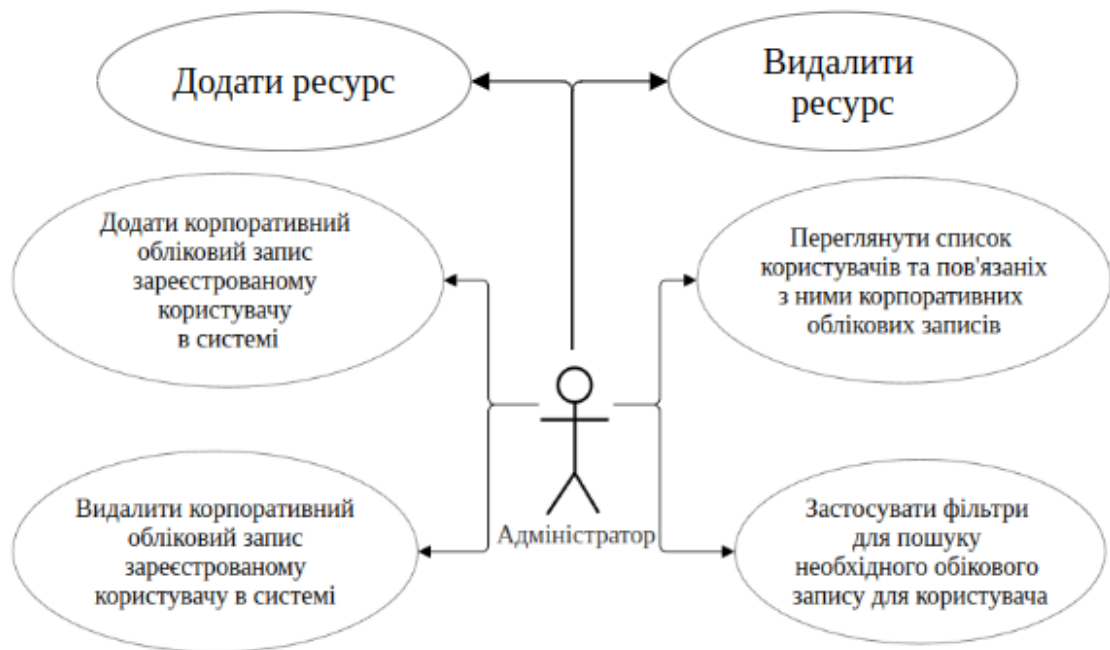 Додати ресурс
Видалити
ресурс
Додати корпоративний
обліковий запис
зареєстрованому
користувачу
в системі
Переглянути список
користувачів та пов'язаніх
з ними корпоративних
облікових записів
Видалити корпоративний
обліковий запис
зареєстрованому
користувачу в системі
Адміністратор
Застосувати фільтри
для пошуку
необхідного обікового
запису для користувача